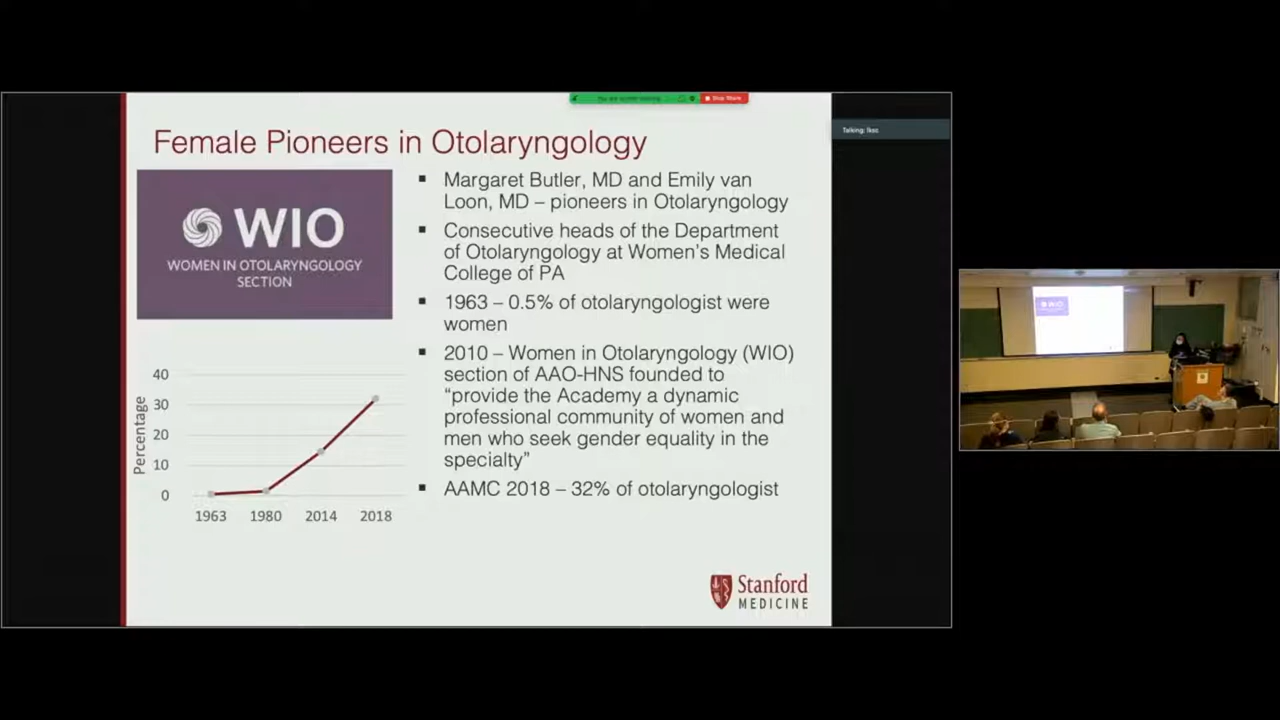 Stop Share
Talking:
Female Pioneers in Otolaryngology
WIO
WOMEN IN OTOLARYNGOLOGY
SECTION
▪ Margaret Butler, MD and Emily van
Loon, MD – pioneers in Otolaryngology
▪ Consecutive heads of the Department
of Otolaryngology at Women's Medical
College of PA
▪ 1963 – 0.5% of otolaryngologist were
women
▪ 2010 – Women in Otolaryngology (WIO)
section of AAO-HNS founded to
“provide the Academy a dynamic
professional community of women and
men who seek gender equality in the
specialty”
▪ AAMC 2018 – 32% of otolaryngologist
Percentage
40
30
20
10
0
1963 1980 2014 2018
Stanford
MEDICINE
WIO